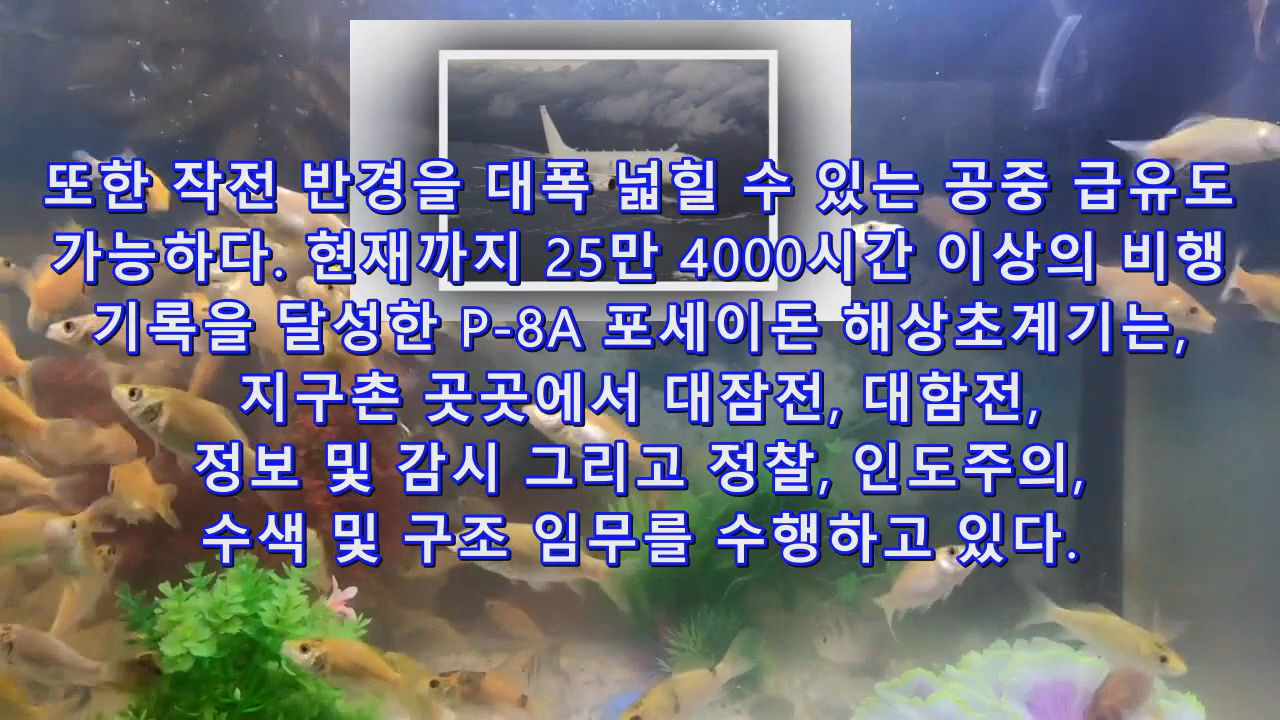 또한 작전 반경을 대폭 넓힐 수 있는 공중 급유도
가능하다. 현재까지 25만 4000시간 이상의 비행
기록을 달성한 P-8A 포세이돈 해상초계기는,
지구촌 곳곳에서 대잠전, 대함전,
정보 및 감시 그리고 정찰, 인도주의,
수색 및 구조 임무를 수행하고 있다.